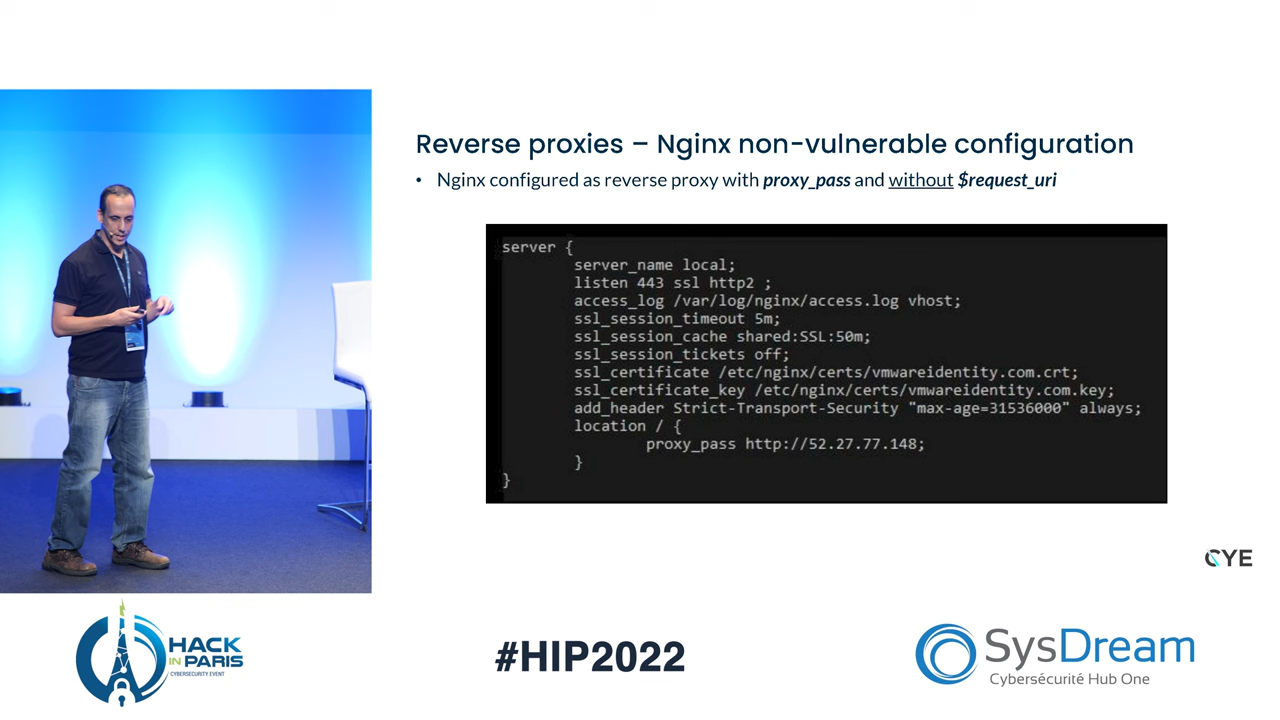 Reverse proxies – Nginx non-vulnerable configuration
• Nginx configured as reverse proxy with proxy_pass and without $request_uri
server {
server_name local;
listen 443 ssl http2 ;
access_log /var/log/nginx/access.log vhost;
ssl_session_timeout 5m;
ssl_session_cache shared:SSL:50m;
ssl_session_tickets off;
ssl_certificate /etc/nginx/certs/vmwareidentity.com.crt;
ssl_certificate_key /etc/nginx/certs/vmwareidentity.com.key;
add_header Strict-Transport-Security "max-age=31536000" always;
location / {
proxy_pass http://52.27.77.148;
}
}
CYE
HACK
IN PARIS
CYBERSECURITY EVENT
#HIP2022
SysDream
Cybersécurité Hub One